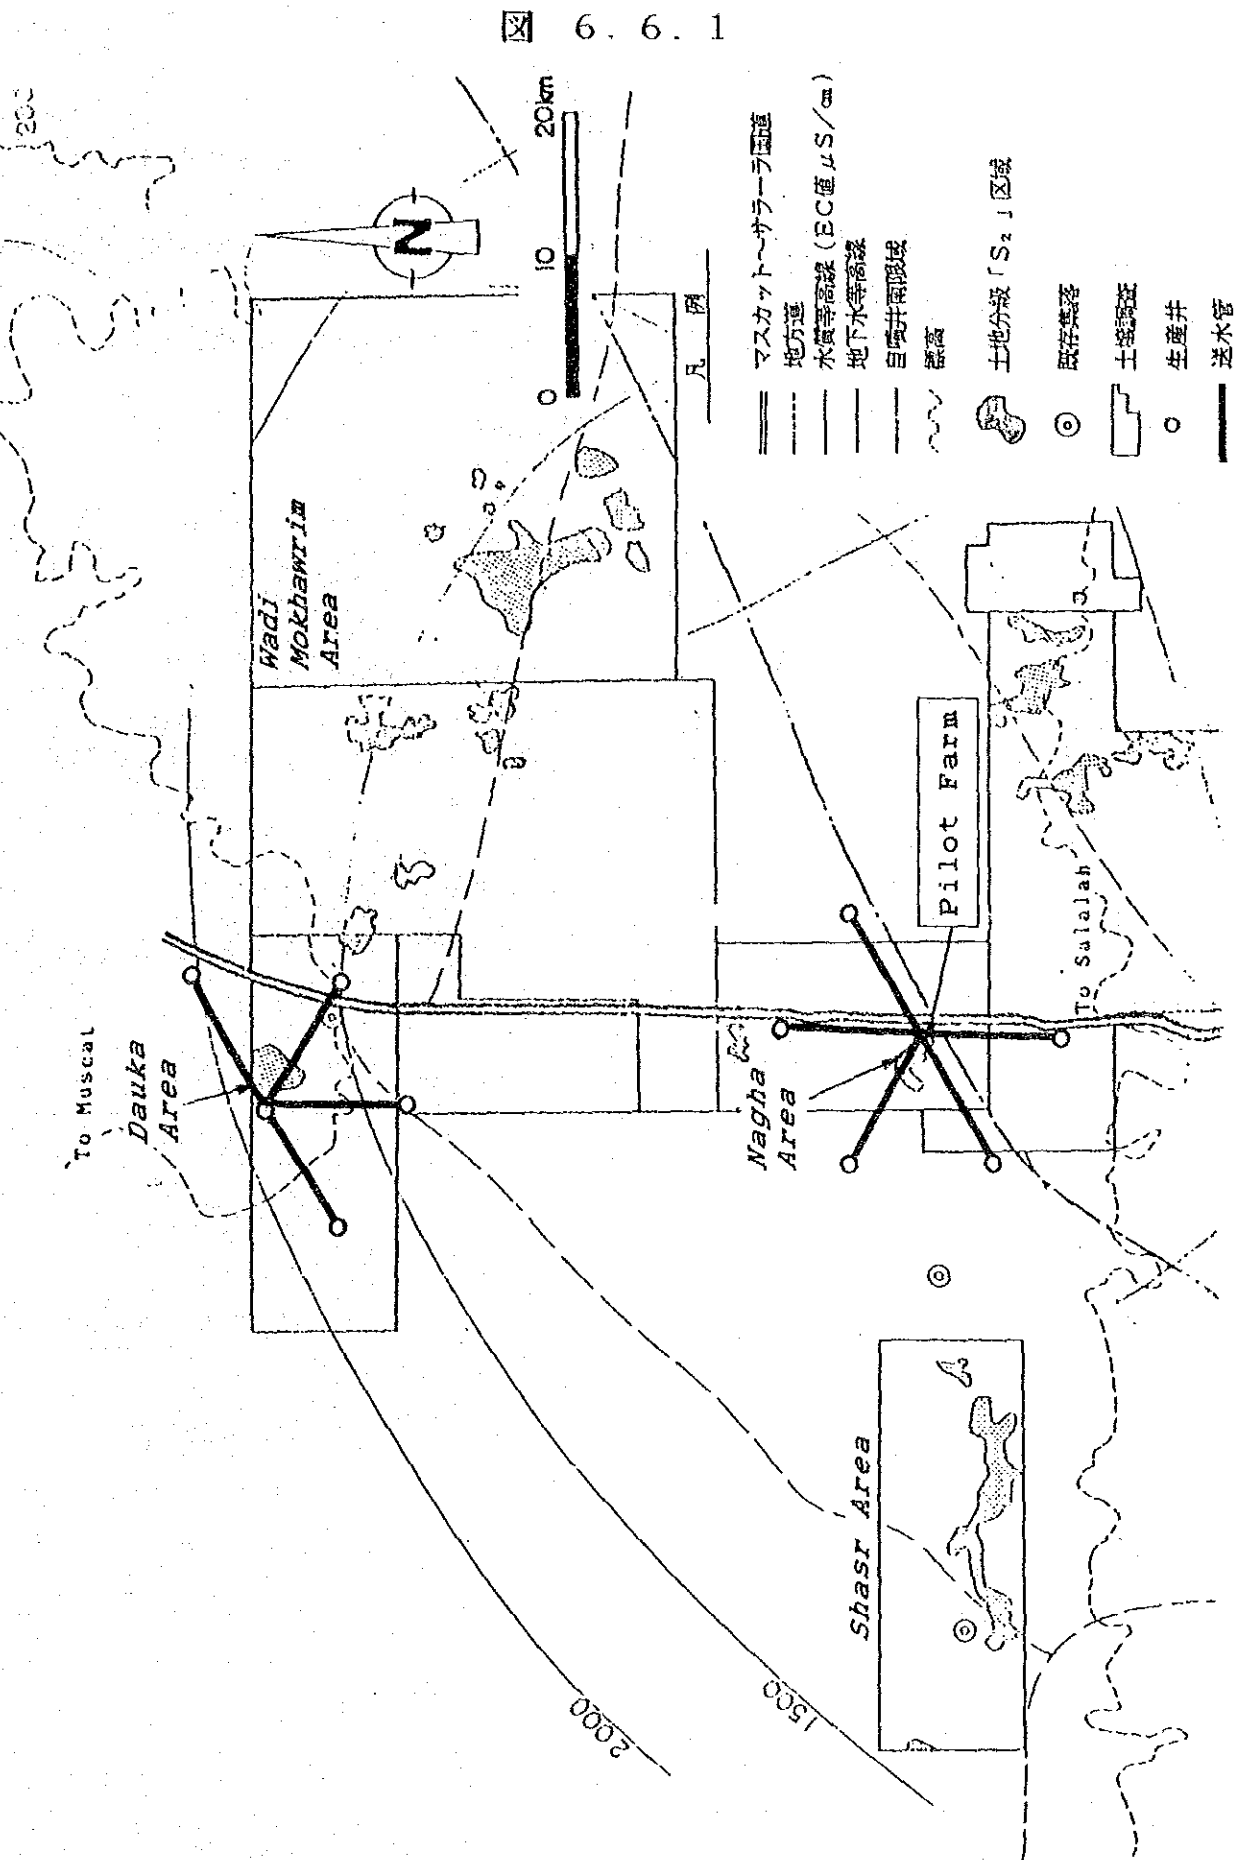 図 6.6.1
To Muscal
Dauka
Area
Wadi
Mokhawrim
Area
N
0 10 20km
凡 例
マスカット〜サラーラ国道
地方道
水質等高線(EC値μS/cm)
地下水等高線
自噴井南限域
標高
土地分級「S₂」区域
既存集落
土壌調査
生産井
送水管
Pilot Farm
To Salalah
Nagha
Area
Shasr Area
2000
1500